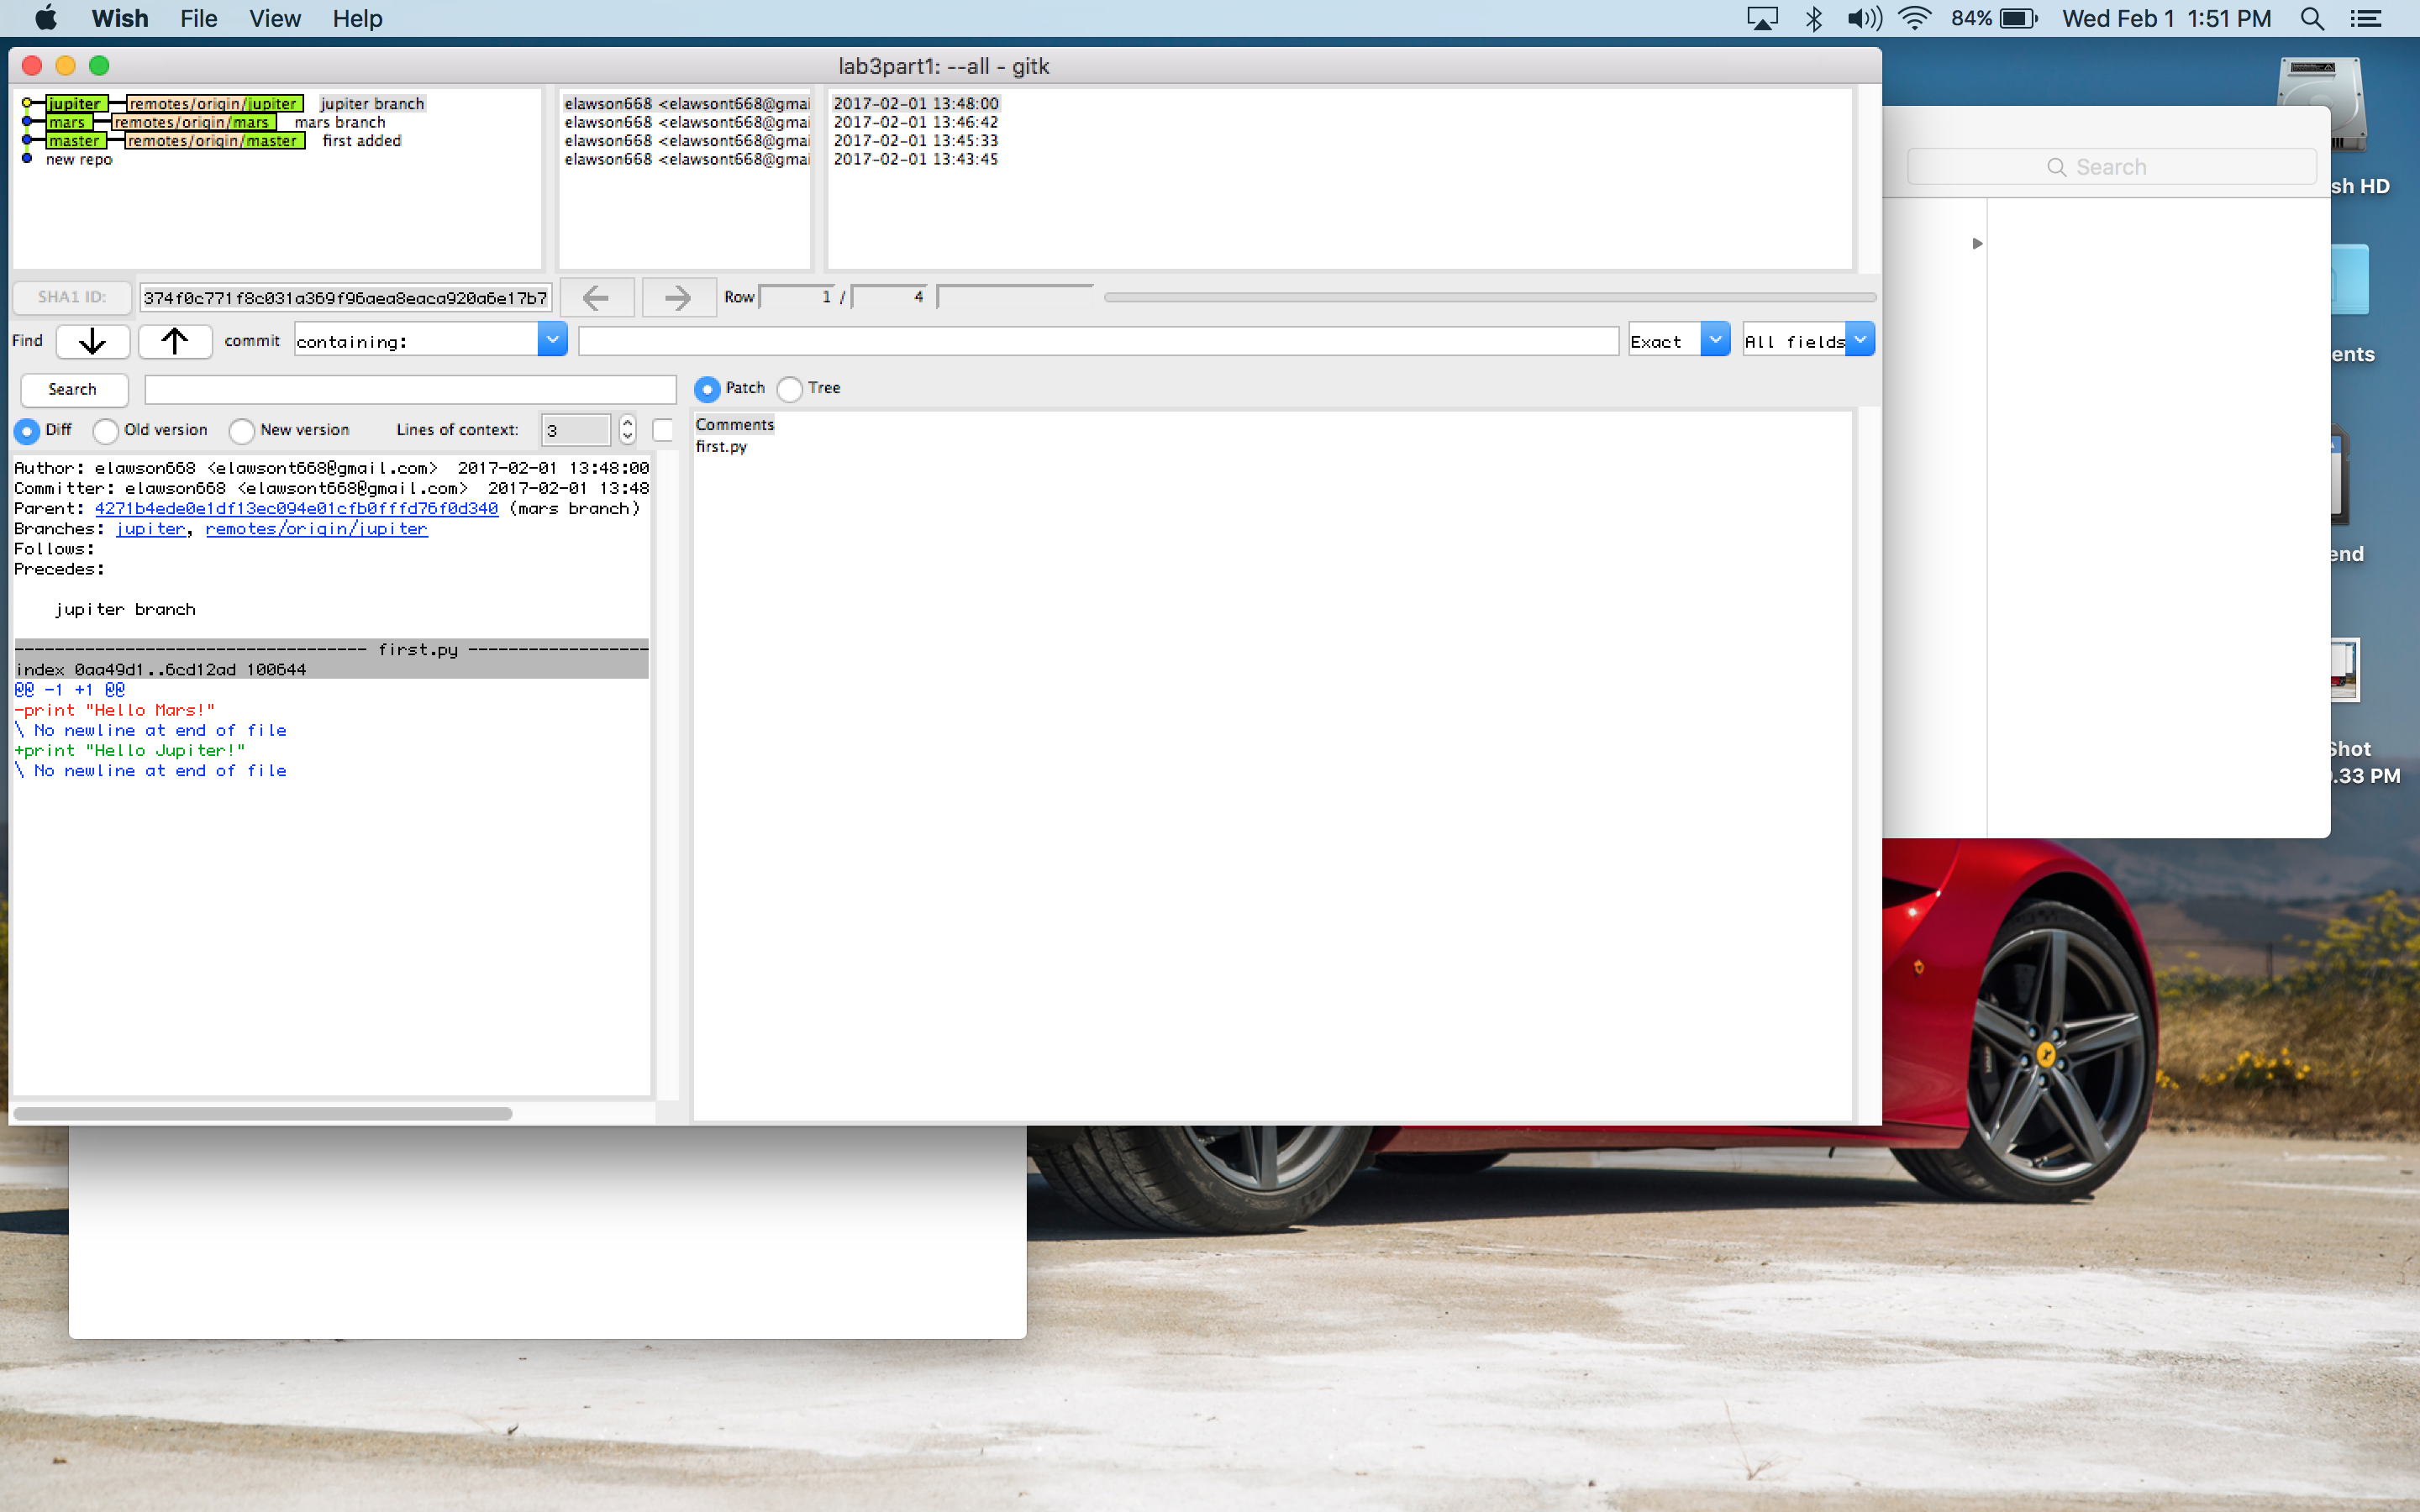 Wish File View Help 84% Wed Feb 1 1:51 PM
lab3part1: --all - gitk
jupiter remotes/origin/jupiter jupiter branch elawson668 <elawsont668@gmai 2017-02-01 13:48:00
mars remotes/origin/mars mars branch elawson668 <elawsont668@gmai 2017-02-01 13:46:42
master remotes/origin/master first added elawson668 <elawsont668@gmai 2017-02-01 13:45:33
new repo elawson668 <elawsont668@gmai 2017-02-01 13:43:45
SHA1 ID: 374f0c771f8c031a369f96aea8eaca920a6e17b7 Row 1 / 4
Find commit containing: Exact All fields
Search Patch Tree
Diff Old version New version Lines of context: 3
Comments
first.py
Author: elawson668 <elawsont668@gmail.com> 2017-02-01 13:48:00
Committer: elawson668 <elawsont668@gmail.com> 2017-02-01 13:48
Parent: 4271b4ede0e1df13ec094e01cfb0fffd76f0d340 (mars branch)
Branches: jupiter, remotes/origin/jupiter
Follows:
Precedes:
jupiter branch
----------------------------------- first.py ------------------
index 0aa49d1..6cd12ad 100644
@@ -1 +1 @@
-print "Hello Mars!"
\ No newline at end of file
+print "Hello Jupiter!"
\ No newline at end of file
Search
sh HD
ents
end
Shot
.33 PM